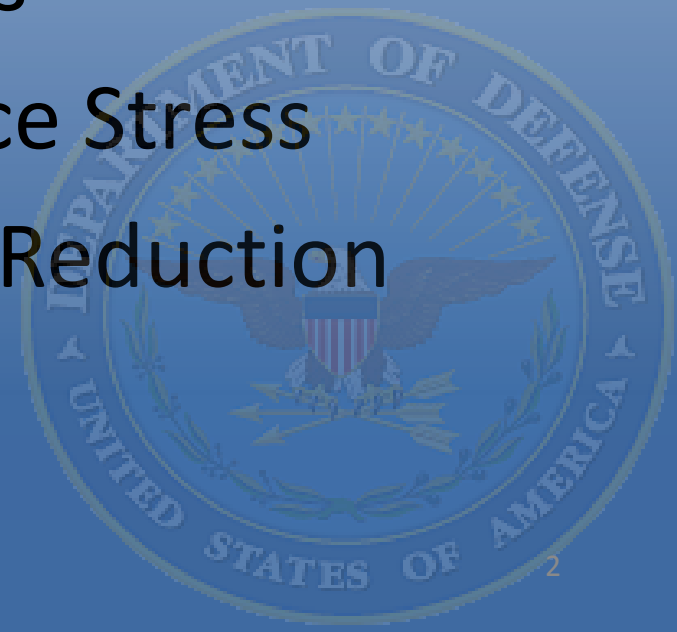 ce Stress
Reduction
DEPARTMENT OF DEFENSE
UNITED STATES OF AMERICA
2